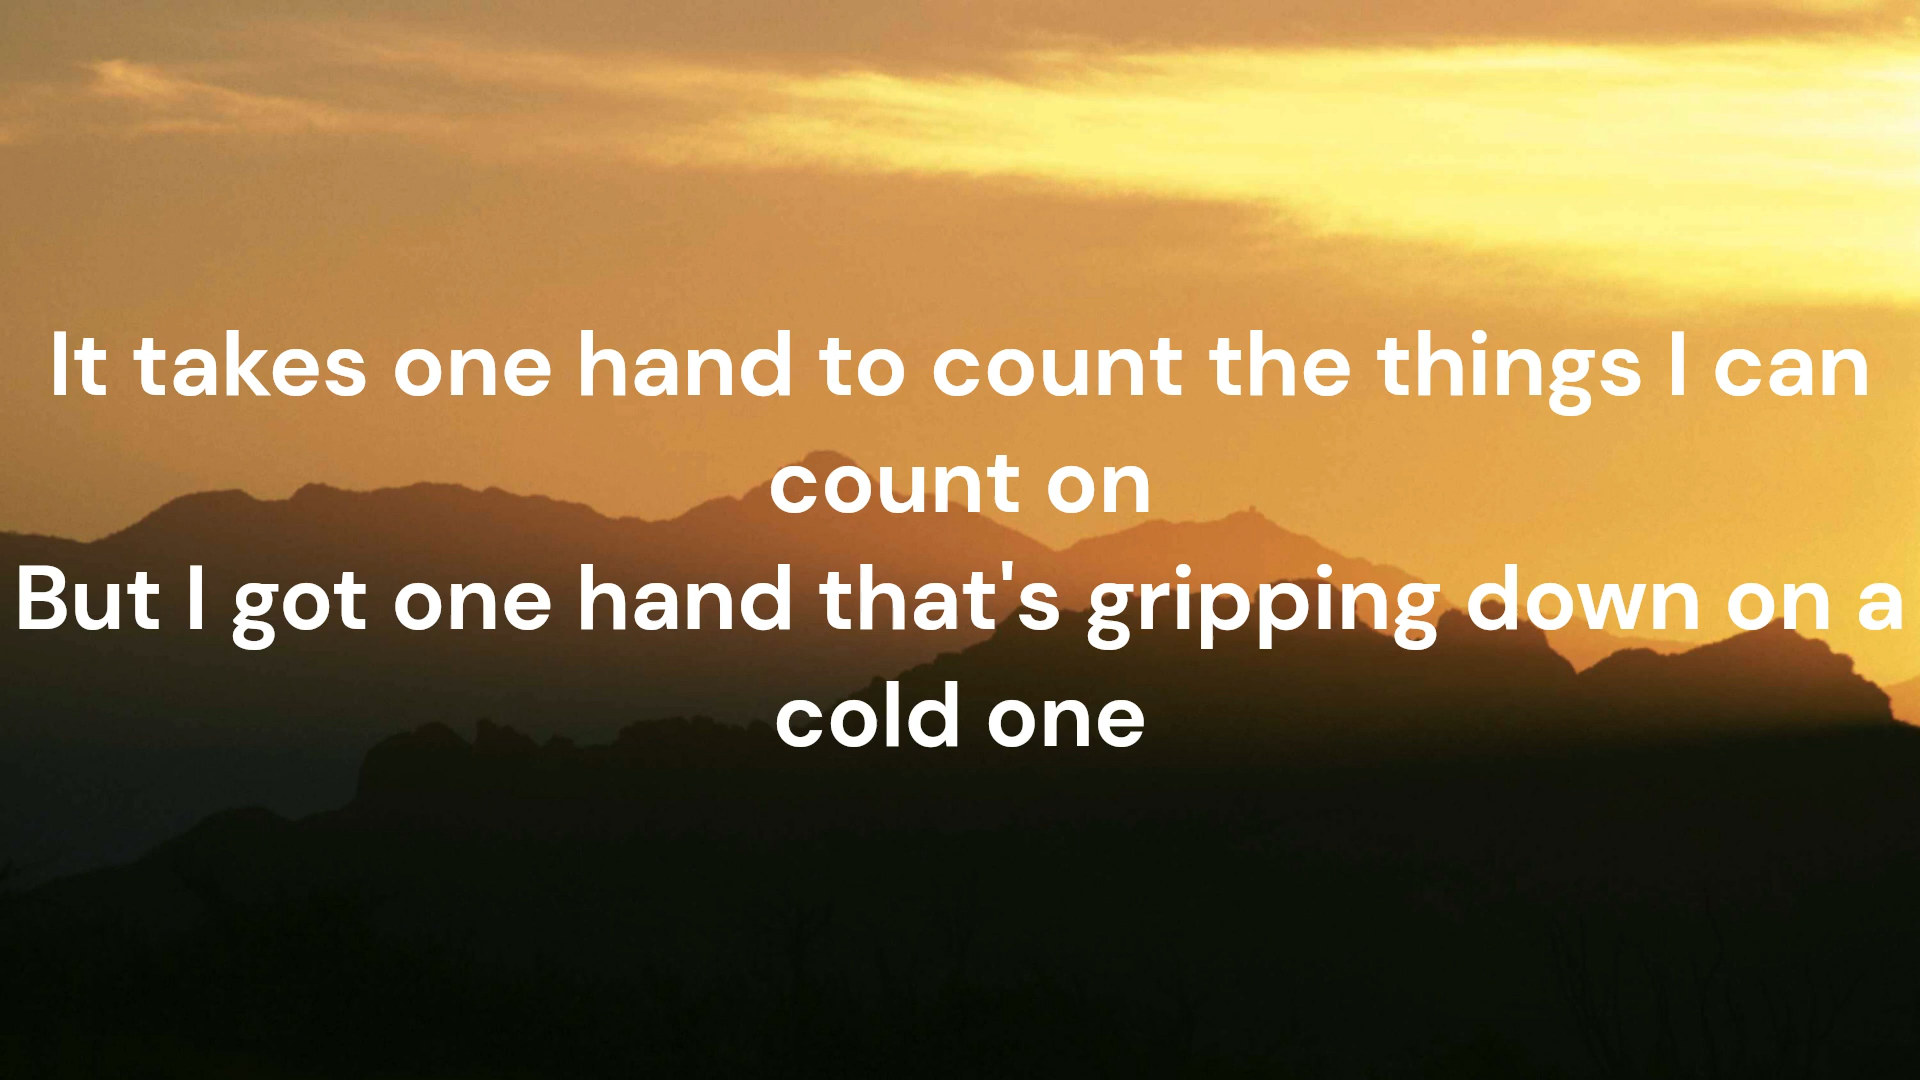 It takes one hand to count the things I can
count on
But I got one hand that's gripping down on a
cold one